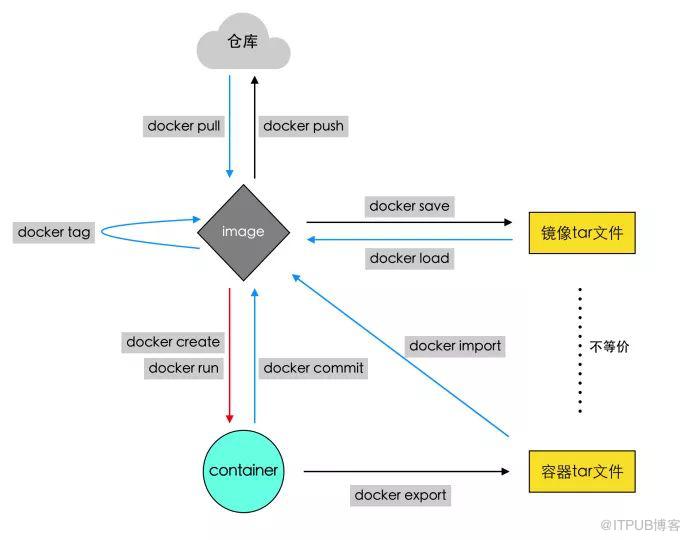 仓库
docker pull
docker push
docker save
docker tag
image
镜像tar文件
docker load
docker create
docker import
不等价
docker run
docker commit
container
容器tar文件
docker export
@ITPUB博客